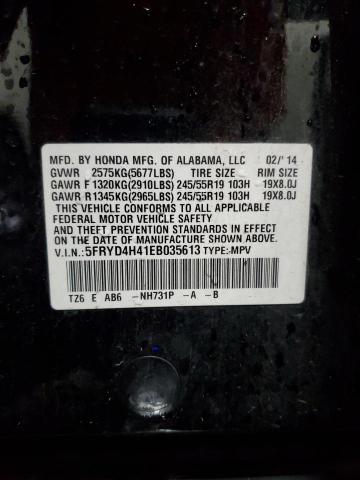 MFD. BY HONDA MFG. OF ALABAMA, LLC 02/'14
GVWR 2575KG(5677LBS) TIRE SIZE RIM SIZE
GAWR F 1320KG(2910LBS) 245/55R19 103H 19X8.0J
GAWR R1345KG(2965LBS) 245/55R19 103H 19X8.0J
THIS VEHICLE CONFORMS TO ALL APPLICABLE
FEDERAL MOTOR VEHICLE SAFETY AND
THEFT PREVENTION STANDARDS IN EFFECT
ON THE DATE OF MANUFACTURE SHOWN ABOVE.
V.I.N.: 5FRYD4H41EB035613 TYPE:MPV
TZ6 E AB6 -NH731P -A -B